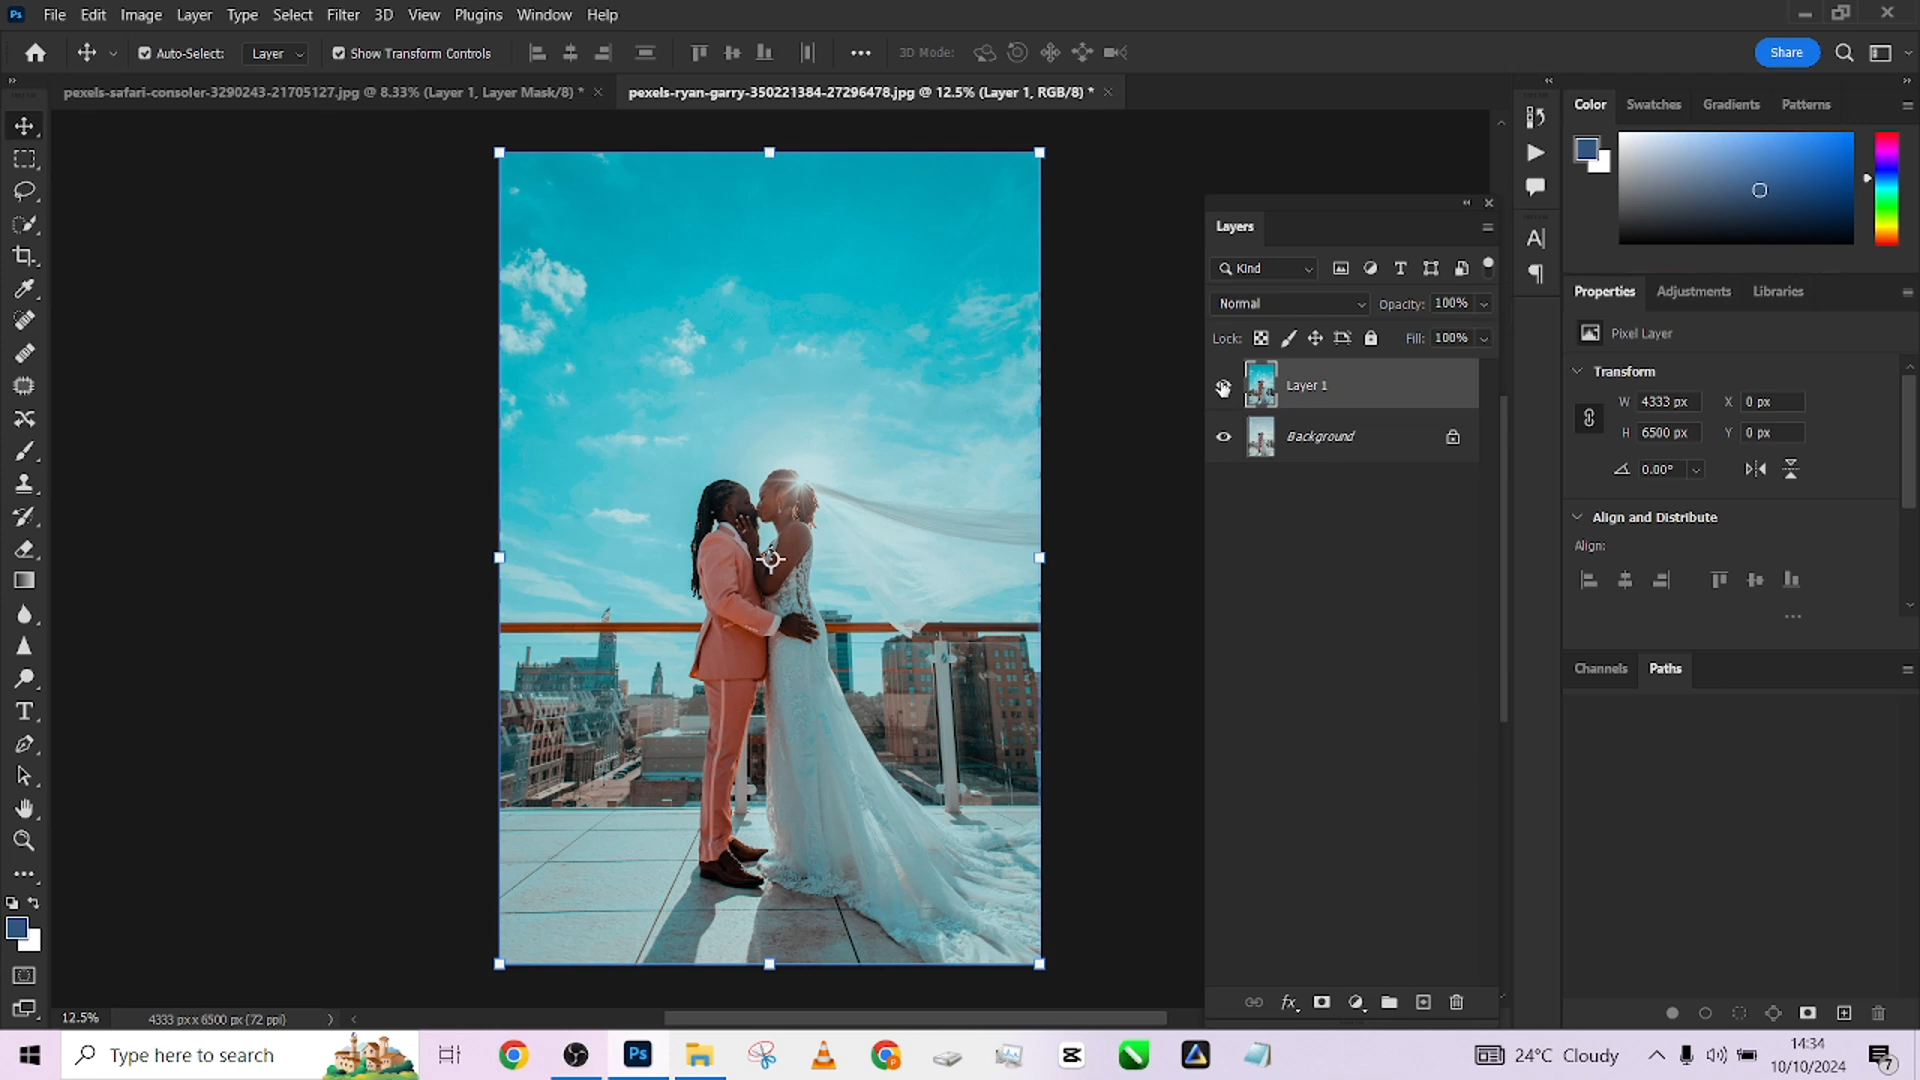 Ps File Edit Image Layer Type Select Filter 3D View Plugins Window Help
Auto-Select: Layer Show Transform Controls 3D Mode: Share
pexels-safari-consoler-3290243-21705127.jpg @ 8.33% (Layer 1, Layer Mask/8) *
pexels-ryan-garry-350221384-27296478.jpg @ 12.5% (Layer 1, RGB/8) *
Color Swatches Gradients Patterns
Layers
Kind
Normal Opacity: 100%
Lock: Fill: 100%
Layer 1
Background
Properties Adjustments Libraries
Pixel Layer
Transform
W 4333 px X 0 px
H 6500 px Y 0 px
0.00°
Align and Distribute
Align:
Channels Paths
12.5% 4333 px x 6500 px (72 ppi)
Type here to search
Ps
24°C Cloudy
14:34
10/10/2024
7